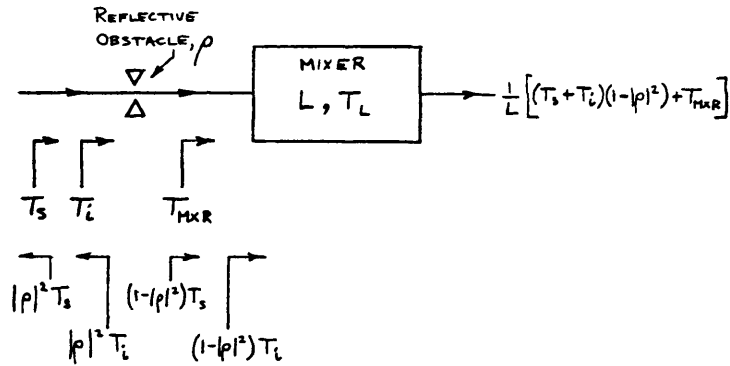 REFLECTIVE
OBSTACLE, ρ
MIXER
L, T_L
1/L [(T_s + T_i)(1-|ρ|²) + T_MXR]
T_s T_i T_MXR
|ρ|² T_s (1-|ρ|²) T_s
|ρ|² T_i (1-|ρ|²) T_i